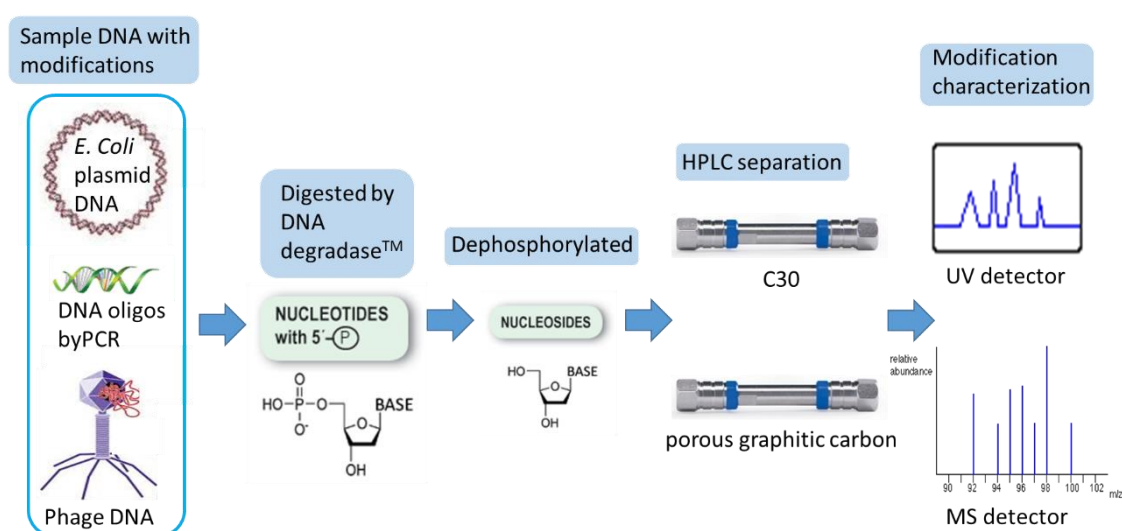 Sample DNA with
modifications
E. Coli
plasmid
DNA
DNA oligos
byPCR
Phage DNA
Digested by
DNA
degradase™
NUCLEOTIDES
with 5´-Ⓟ
O
HO-P-O
O-
O
BASE
OH
Dephosphorylated
NUCLEOSIDES
HO
O
BASE
OH
HPLC separation
C30
porous graphitic carbon
Modification
characterization
UV detector
relative
abundance
90 92 94 96 98 100 102 m/z
MS detector